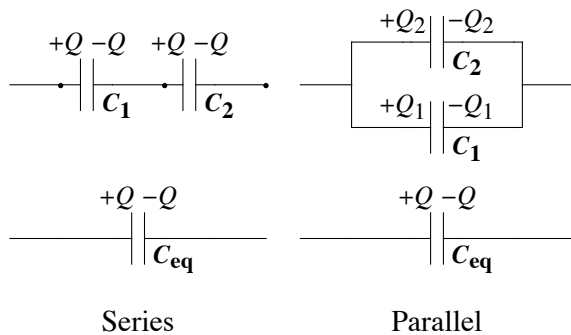 +Q −Q +Q −Q
C1 C2
+Q2 −Q2
C2
+Q1 −Q1
C1
+Q −Q
Ceq
+Q −Q
Ceq
Series
Parallel